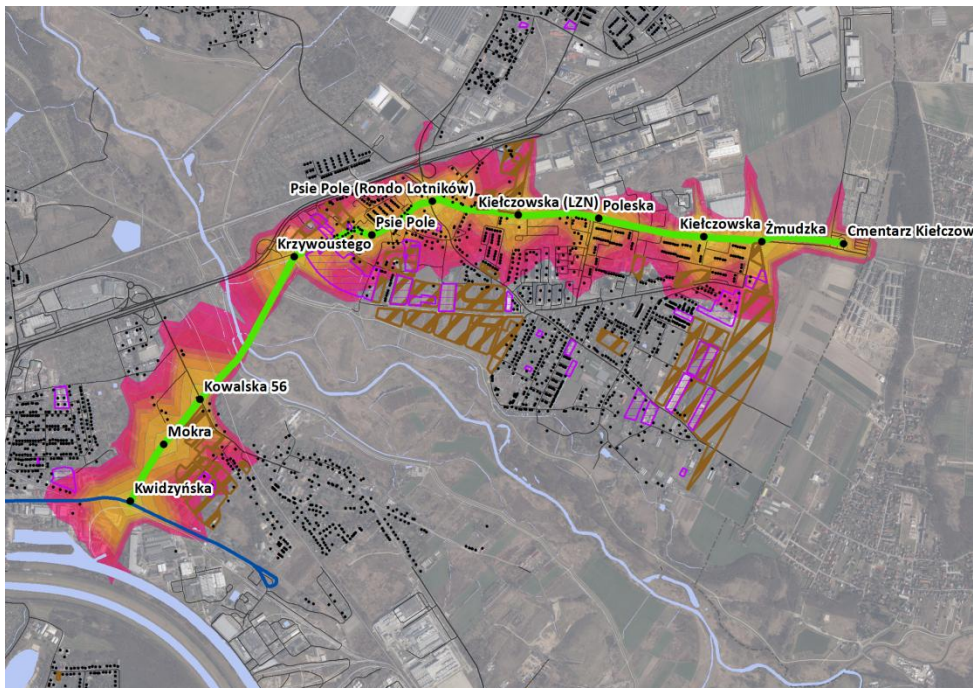 Psie Pole (Rondo Lotników)
Kiełczowska (LZN)
Poleska
Psie Pole
Kiełczowska
Żmudzka
Cmentarz Kiełczow
Krzywoustego
Kowalska 56
Mokra
Kwidzyńska